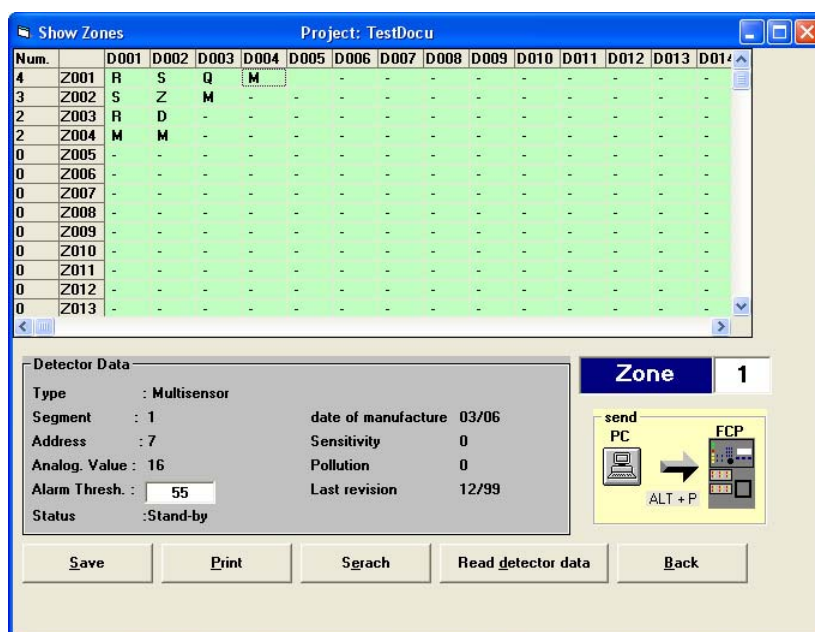 Show Zones Project: TestDocu
Num. D001 D002 D003 D004 D005 D006 D007 D008 D009 D010 D011 D012 D013 D014
4 Z001 R S Q M - - - - - - - - - -
3 Z002 S Z M - - - - - - - - - - -
2 Z003 R D - - - - - - - - - - - -
2 Z004 M M - - - - - - - - - - - -
0 Z005 - - - - - - - - - - - - - -
0 Z006 - - - - - - - - - - - - - -
0 Z007 - - - - - - - - - - - - - -
0 Z008 - - - - - - - - - - - - - -
0 Z009 - - - - - - - - - - - - - -
0 Z010 - - - - - - - - - - - - - -
0 Z011 - - - - - - - - - - - - - -
0 Z012 - - - - - - - - - - - - - -
0 Z013 - - - - - - - - - - - - - -
Detector Data
Type : Multisensor
Segment : 1 date of manufacture 03/06
Address : 7 Sensitivity 0
Analog. Value : 16 Pollution 0
Alarm Thresh. : 55 Last revision 12/99
Status :Stand-by
Zone 1
send
PC FCP
ALT + P
Save Print Serach Read detector data Back